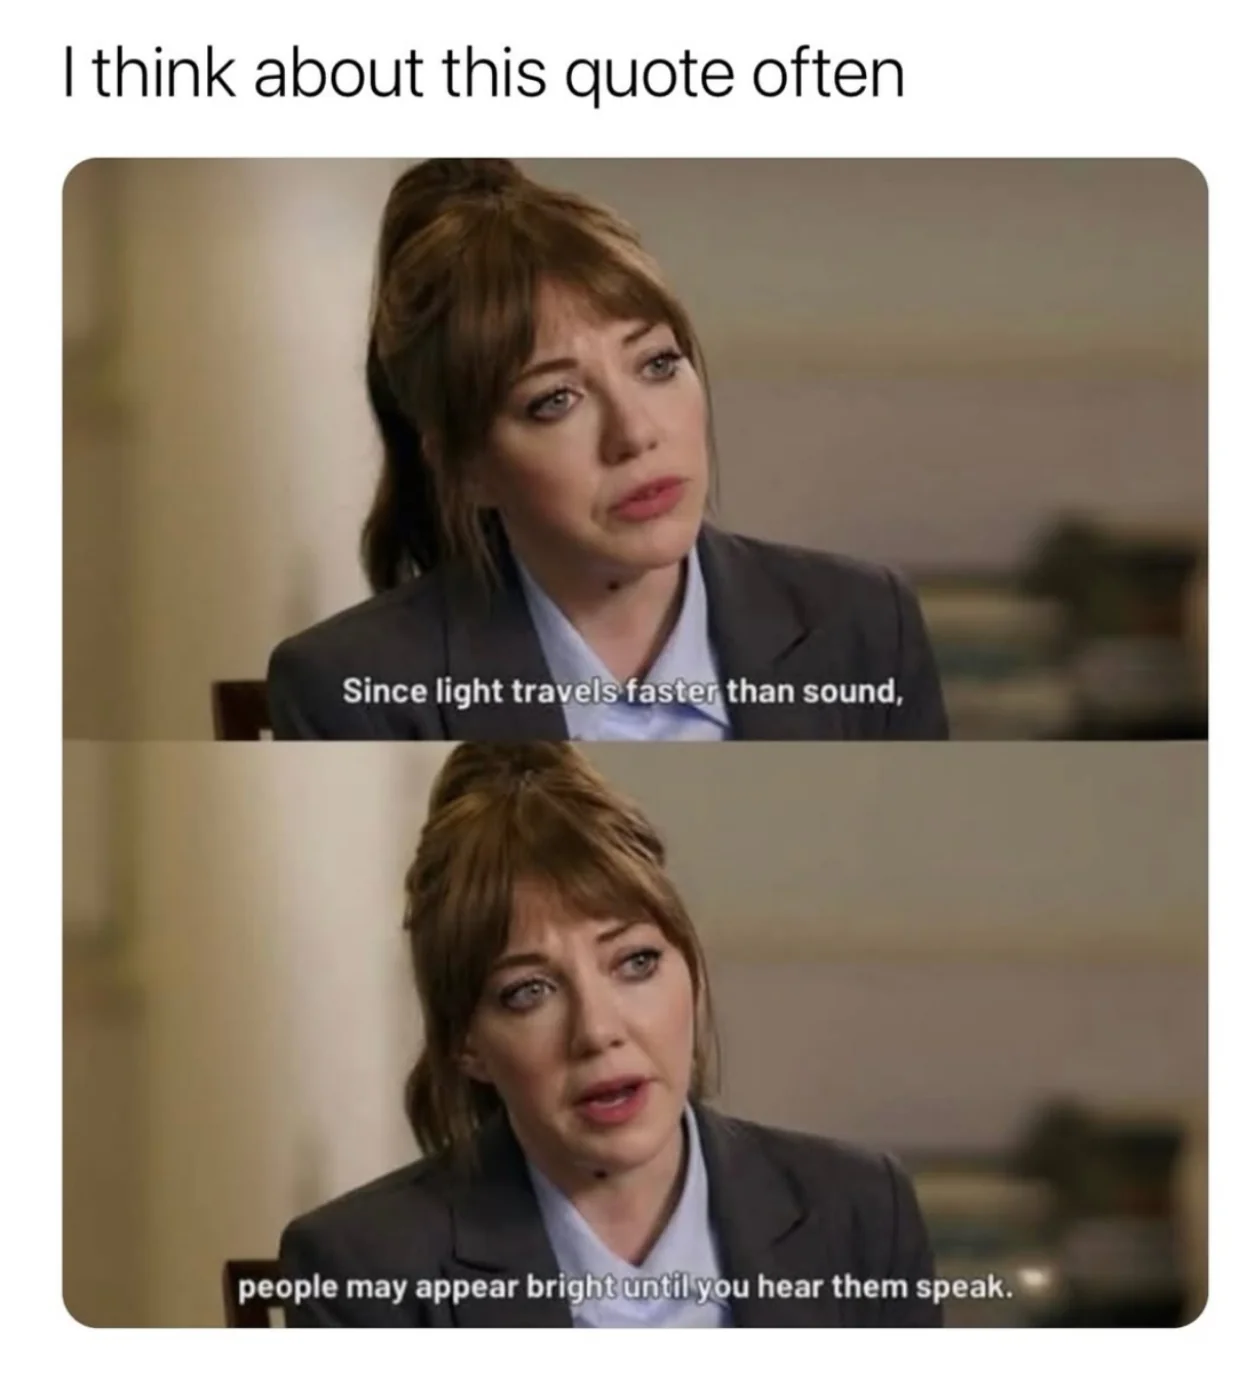 I think about this quote often
Since light travels faster than sound,
people may appear bright until you hear them speak.